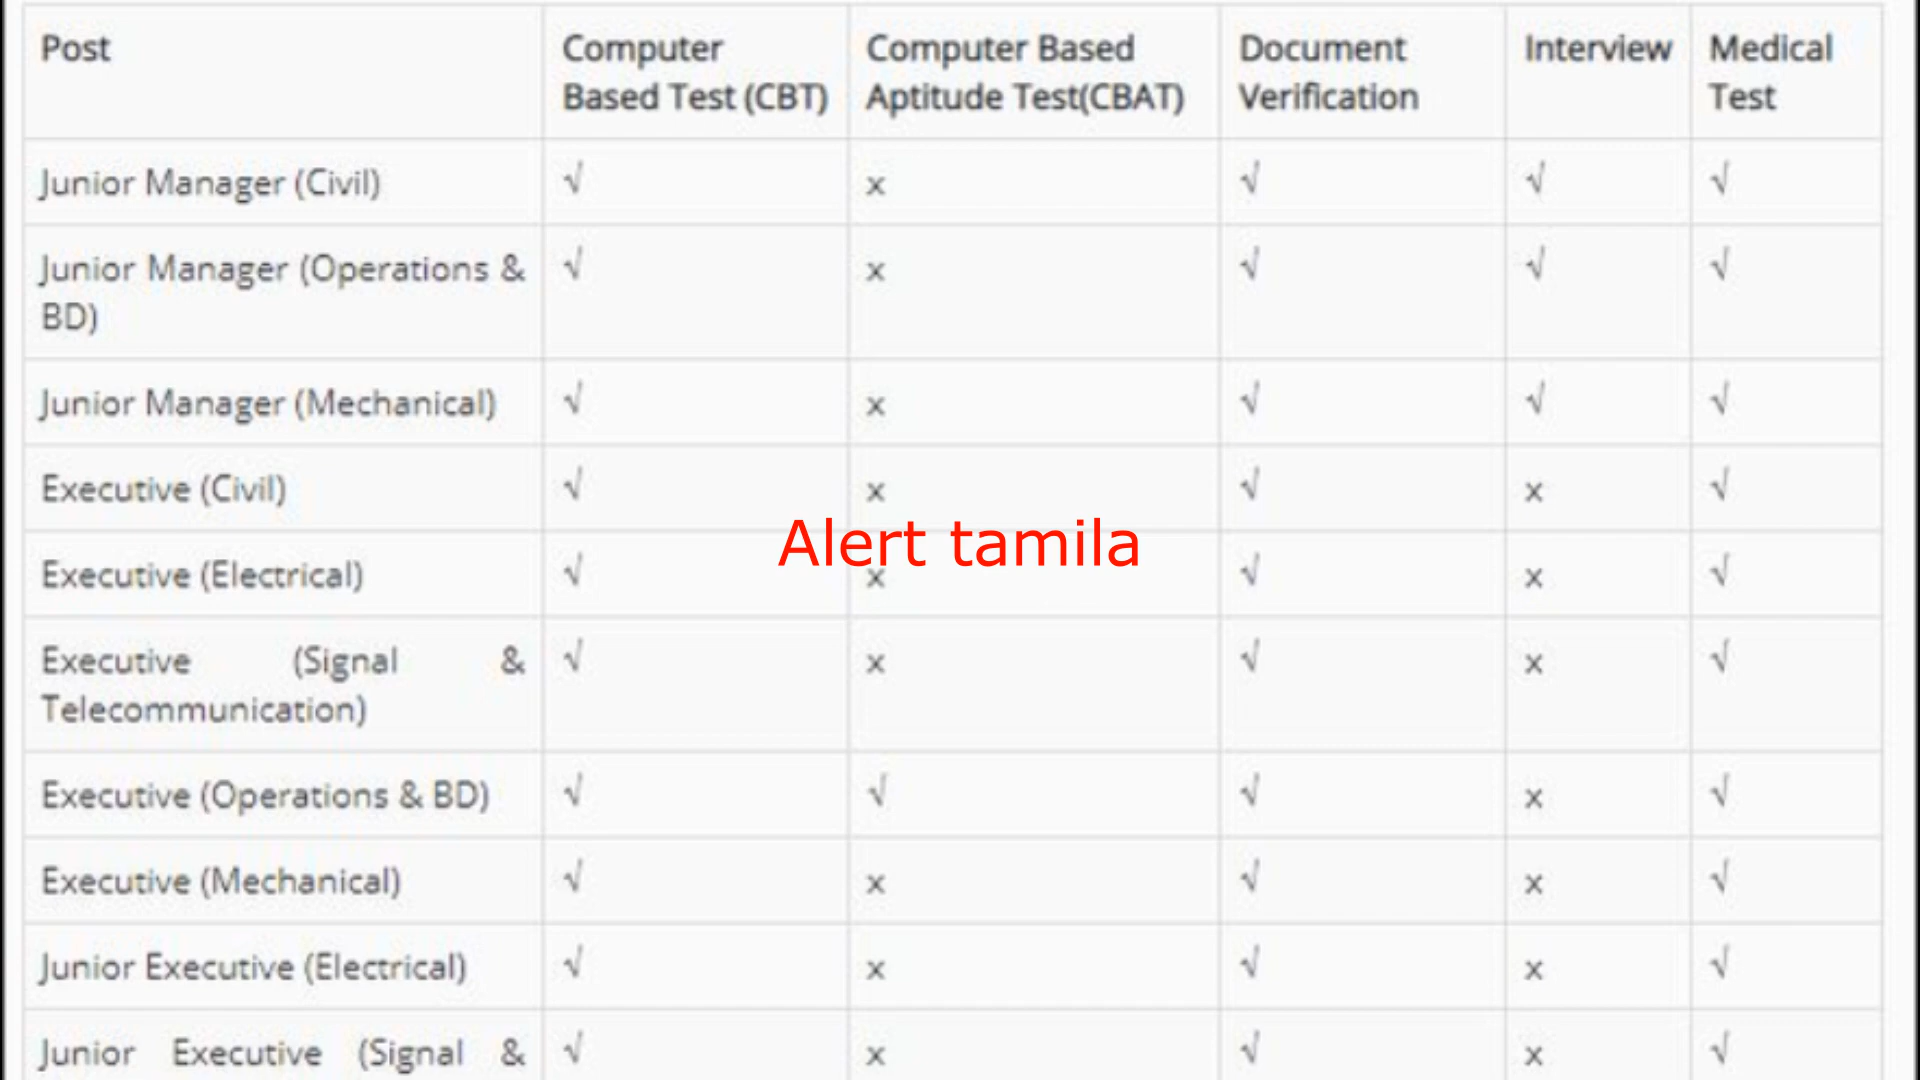 Post Computer Computer Based Document Interview Medical
Based Test (CBT) Aptitude Test(CBAT) Verification Test
Junior Manager (Civil) √ x √ √ √
Junior Manager (Operations & √ x √ √ √
BD)
Junior Manager (Mechanical) √ x √ √ √
Executive (Civil) √ x √ x √
Alert tamila
Executive (Electrical) √ x √ x √
Executive (Signal & √ x √ x √
Telecommunication)
Executive (Operations & BD) √ √ √ x √
Executive (Mechanical) √ x √ x √
Junior Executive (Electrical) √ x √ x √
Junior Executive (Signal & √ x √ x √